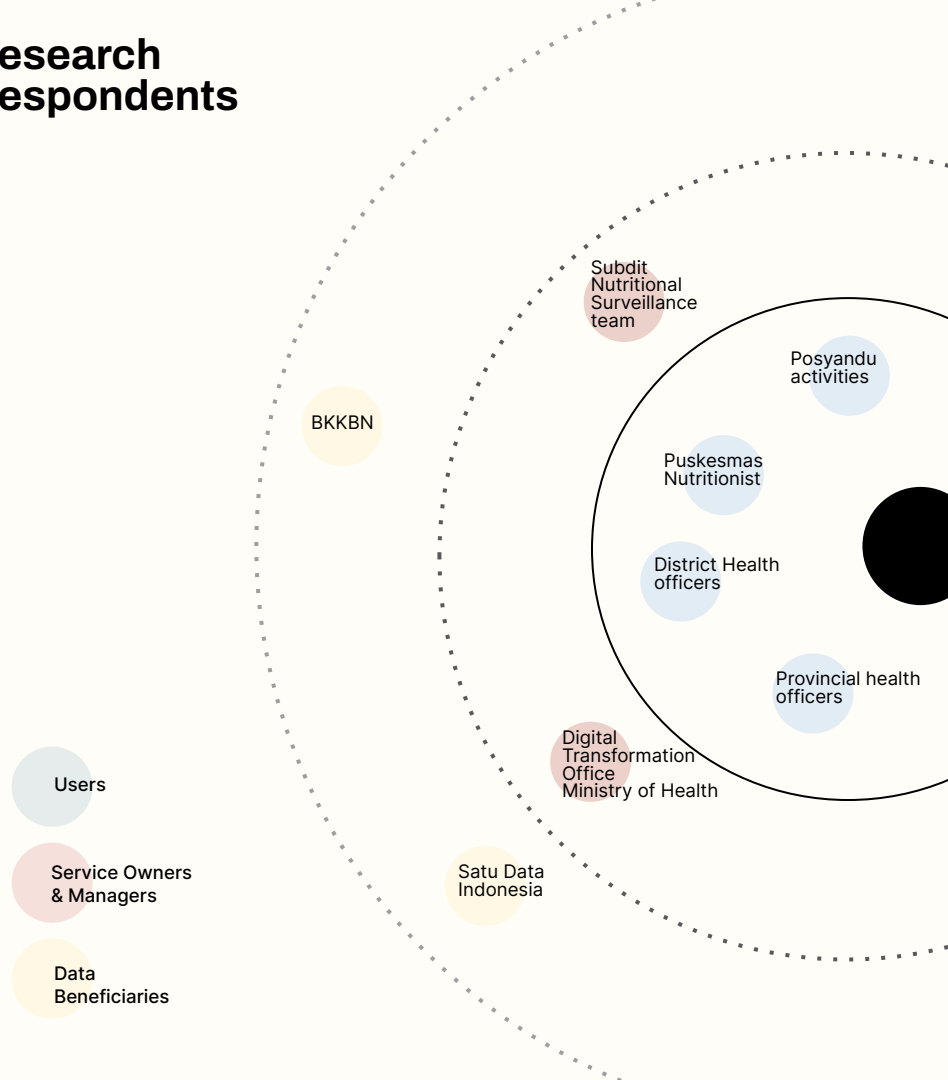 esearch
espondents
Subdit
Nutritional
Surveillance
team
Posyandu
activities
BKKBN
Puskesmas
Nutritionist
District Health
officers
Provincial health
officers
Digital
Transformation
Office
Ministry of Health
Satu Data
Indonesia
Users
Service Owners
& Managers
Data
Beneficiaries